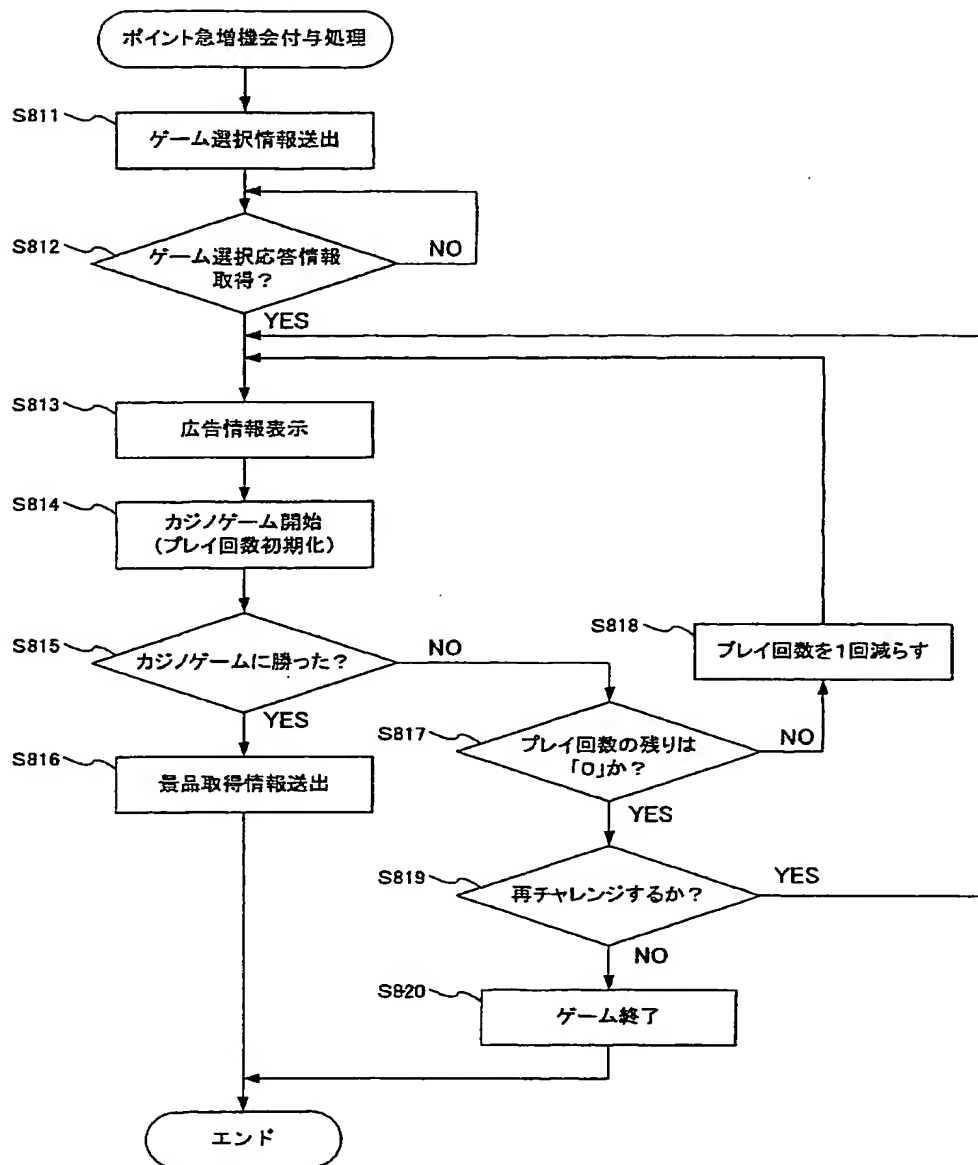 ポイント急増機会付与処理
S811
ゲーム選択情報送出
S812
ゲーム選択応答情報
取得？
NO
YES
S813
広告情報表示
S814
カジノゲーム開始
(プレイ回数初期化)
S815
カジノゲームに勝った？
NO
YES
S816
景品取得情報送出
S817
プレイ回数の残りは
「0」か？
NO
YES
S818
プレイ回数を1回減らす
S819
再チャレンジするか？
YES
NO
S820
ゲーム終了
エンド